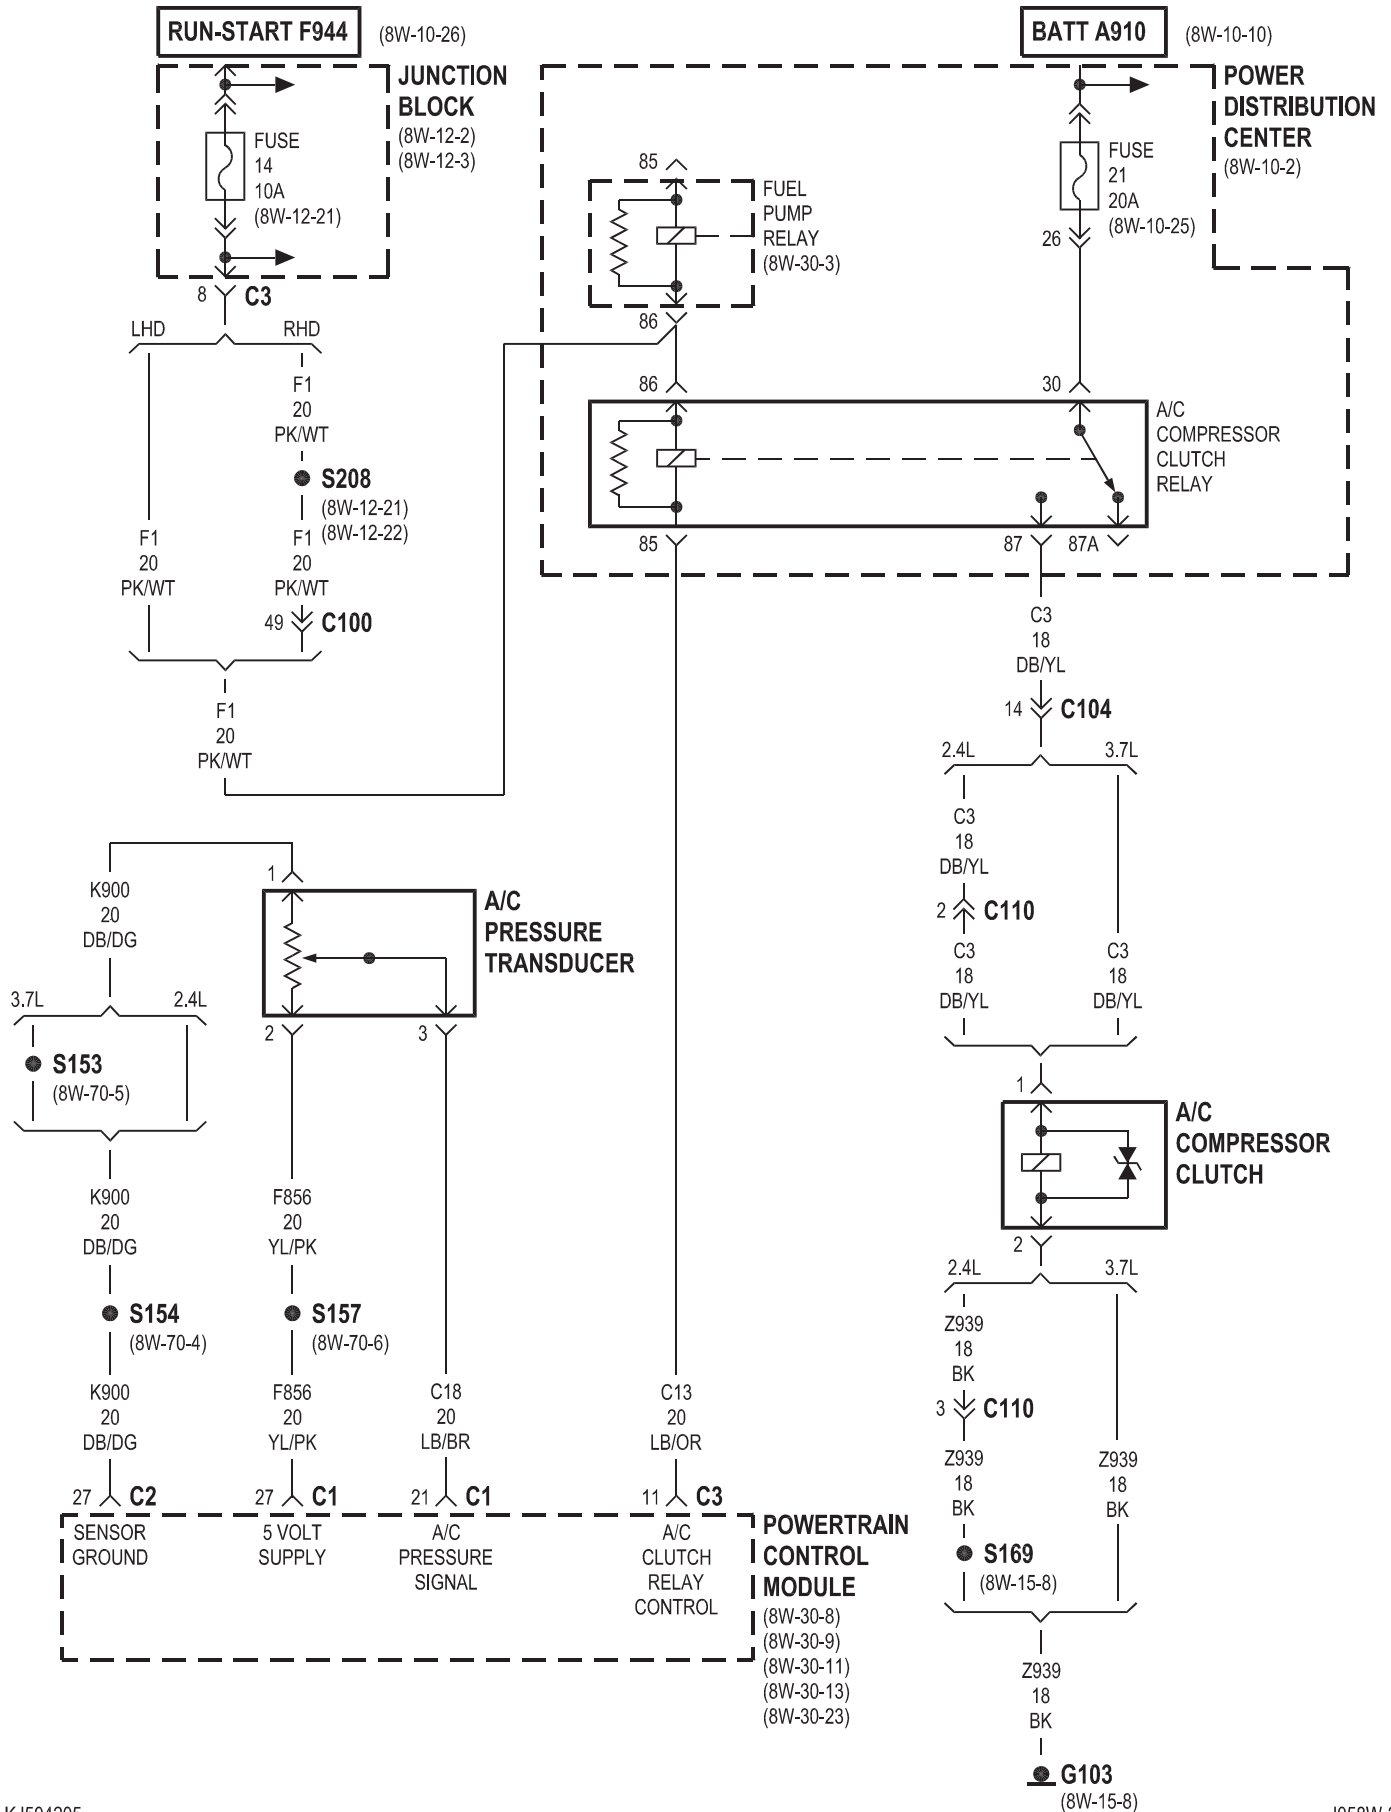 RUN-START F944
(8W-10-26)
BATT A910
(8W-10-10)
JUNCTION
BLOCK
(8W-12-2)
(8W-12-3)
FUSE
14
10A
(8W-12-21)
8
C3
POWER
DISTRIBUTION
CENTER
(8W-10-2)
FUSE
21
20A
(8W-10-25)
26
85
FUEL
PUMP
RELAY
(8W-30-3)
86
LHD
RHD
F1
20
PK/WT
S208
(8W-12-21)
(8W-12-22)
F1
20
PK/WT
F1
20
PK/WT
49
C100
F1
20
PK/WT
86
30
A/C
COMPRESSOR
CLUTCH
RELAY
85
87
87A
C3
18
DB/YL
14
C104
2.4L
3.7L
C3
18
DB/YL
2
C110
C3
18
DB/YL
C3
18
DB/YL
1
A/C
COMPRESSOR
CLUTCH
2
2.4L
3.7L
Z939
18
BK
3
C110
Z939
18
BK
Z939
18
BK
S169
(8W-15-8)
Z939
18
BK
G103
(8W-15-8)
1
A/C
PRESSURE
TRANSDUCER
2
3
K900
20
DB/DG
3.7L
2.4L
S153
(8W-70-5)
K900
20
DB/DG
S154
(8W-70-4)
K900
20
DB/DG
F856
20
YL/PK
S157
(8W-70-6)
F856
20
YL/PK
C18
20
LB/BR
C13
20
LB/OR
27
C2
27
C1
21
C1
11
C3
SENSOR
GROUND
5 VOLT
SUPPLY
A/C
PRESSURE
SIGNAL
A/C
CLUTCH
RELAY
CONTROL
POWERTRAIN
CONTROL
MODULE
(8W-30-8)
(8W-30-9)
(8W-30-11)
(8W-30-13)
(8W-30-23)